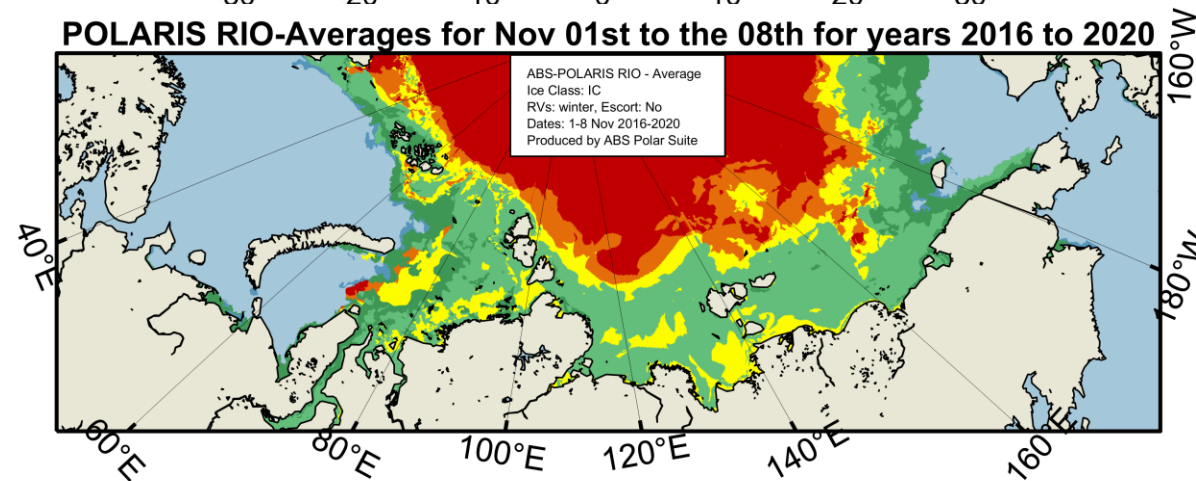 POLARIS RIO-Averages for Nov 01st to the 08th for years 2016 to 2020
ABS-POLARIS RIO - Average
Ice Class: IC
RVs: winter, Escort: No
Dates: 1-8 Nov 2016-2020
Produced by ABS Polar Suite
160°W
40°E
180°W
60°E
80°E
100°E
120°E
140°E
160°E